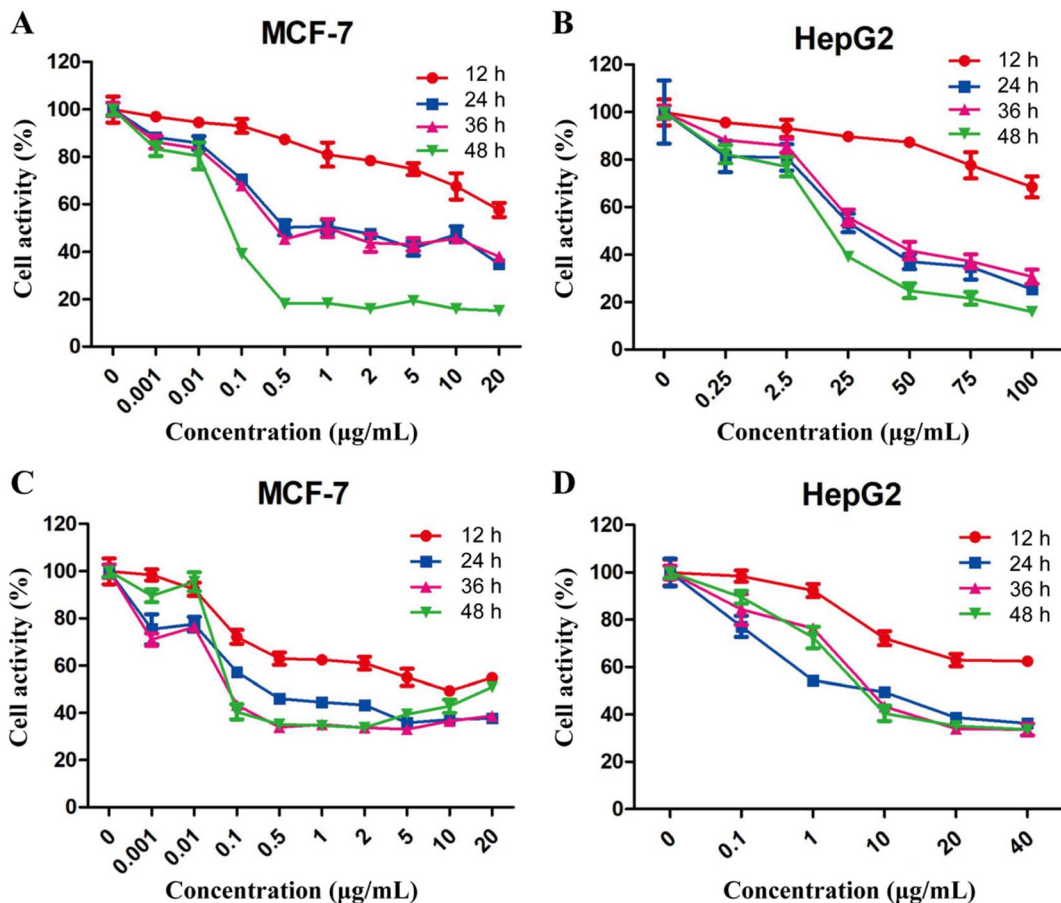 A
MCF-7
120
100
80
60
40
20
0
Cell activity (%)
12 h
24 h
36 h
48 h
0
0.001
0.01
0.1
0.5
1
2
5
10
20
Concentration (μg/mL)
B
HepG2
120
100
80
60
40
20
0
Cell activity (%)
12 h
24 h
36 h
48 h
0
0.25
2.5
25
50
75
100
Concentration (μg/mL)
C
MCF-7
120
100
80
60
40
20
0
Cell activity (%)
12 h
24 h
36 h
48 h
0
0.001
0.01
0.1
0.5
1
2
5
10
20
Concentration (μg/mL)
D
HepG2
120
100
80
60
40
20
0
Cell activity (%)
12 h
24 h
36 h
48 h
0
0.1
1
10
20
40
Concentration (μg/mL)